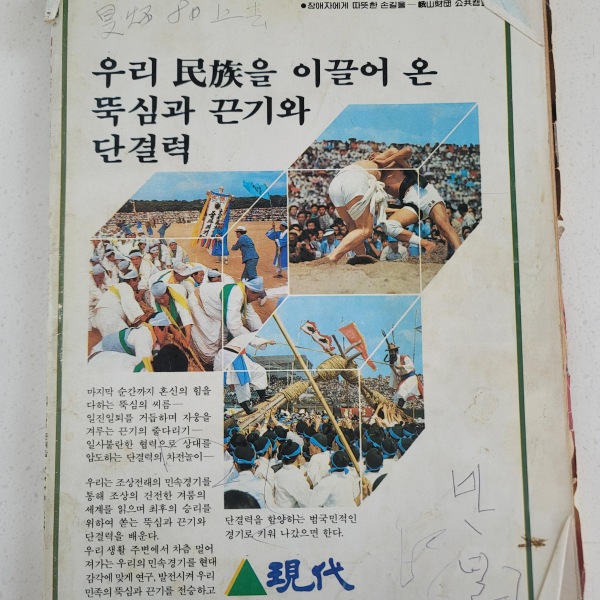 ●장애자에게 따뜻한 손길을— 峨山財団 公共캠
우리 民族을 이끌어 온
뚝심과 끈기와
단결력
마지막 순간까지 혼신의 힘을
다하는 뚝심의 씨름—
일진일퇴를 거듭하며 자웅을
겨루는 끈기의 줄다리기—
일사불란한 협력으로 상대를
압도하는 단결력의 차전놀이—
우리는 조상전래의 민속경기를
통해 조상의 건전한 겨룸의
세계를 읽으며 최후의 승리를
위하여 쏟는 뚝심과 끈기와
단결력을 배운다.
우리 생활 주변에서 차츰 멀어
져가는 우리의 민속경기를 현대
감각에 맞게 연구, 발전시켜 우리
민족의 뚝심과 끈기를 전승하고
단결력을 함양하는 범국민적인
경기로 키워 나갔으면 한다.
現代